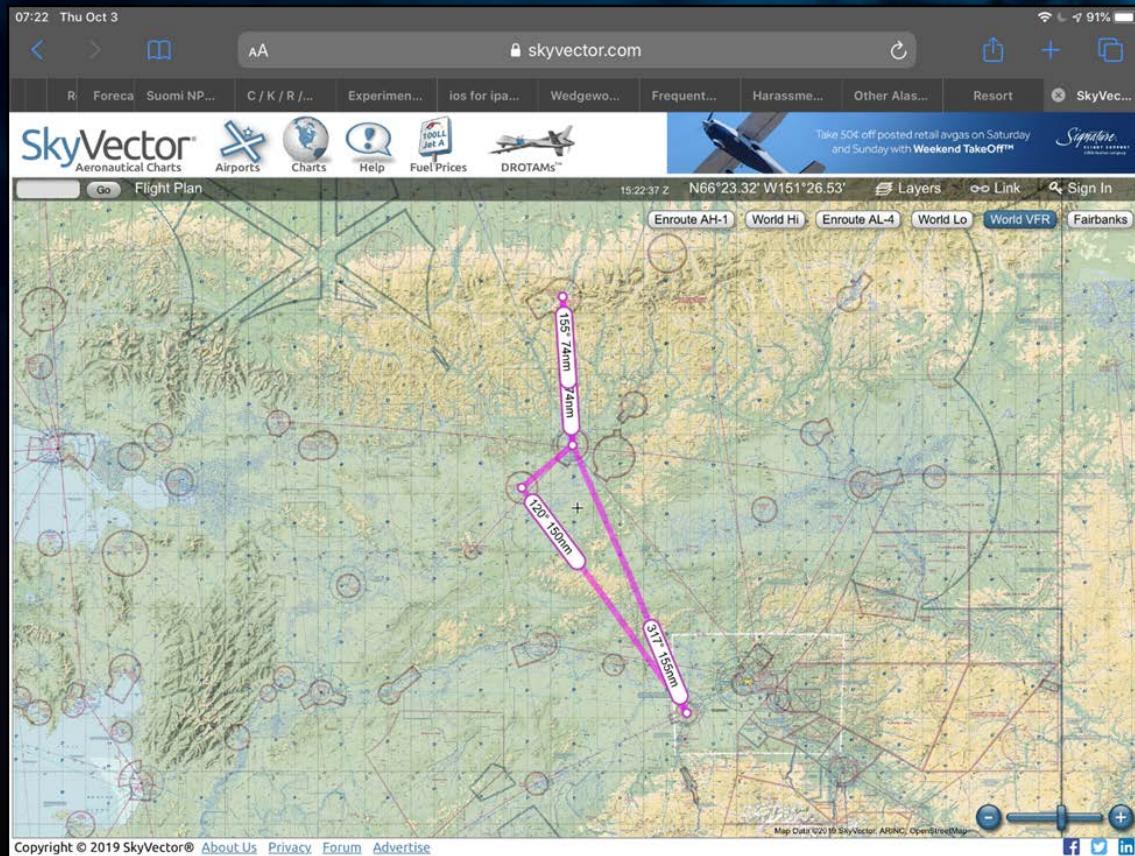 07:22 Thu Oct 3
91%
AA
skyvector.com
R
Foreca
Suomi NP...
C / K / R /...
Experimen...
ios for ipa...
Wedgewo...
Frequent...
Harassme...
Other Alas...
Resort
SkyVec...
SkyVector®
Aeronautical Charts
Airports
Charts
Help
100LL
Jet A
Fuel Prices
DROTAMs™
Take 50¢ off posted retail avgas on Saturday
and Sunday with Weekend TakeOff™
Signature
Go
Flight Plan
15:22:37 Z
N66°23.32' W151°26.53'
Layers
Link
Sign In
Enroute AH-1
World Hi
Enroute AL-4
World Lo
World VFR
Fairbanks
155° 74nm
74nm
120° 150nm
317° 155nm
Map Data ©2019 SkyVector, ARINC, OpenStreetMap
Copyright © 2019 SkyVector® About Us Privacy Forum Advertise